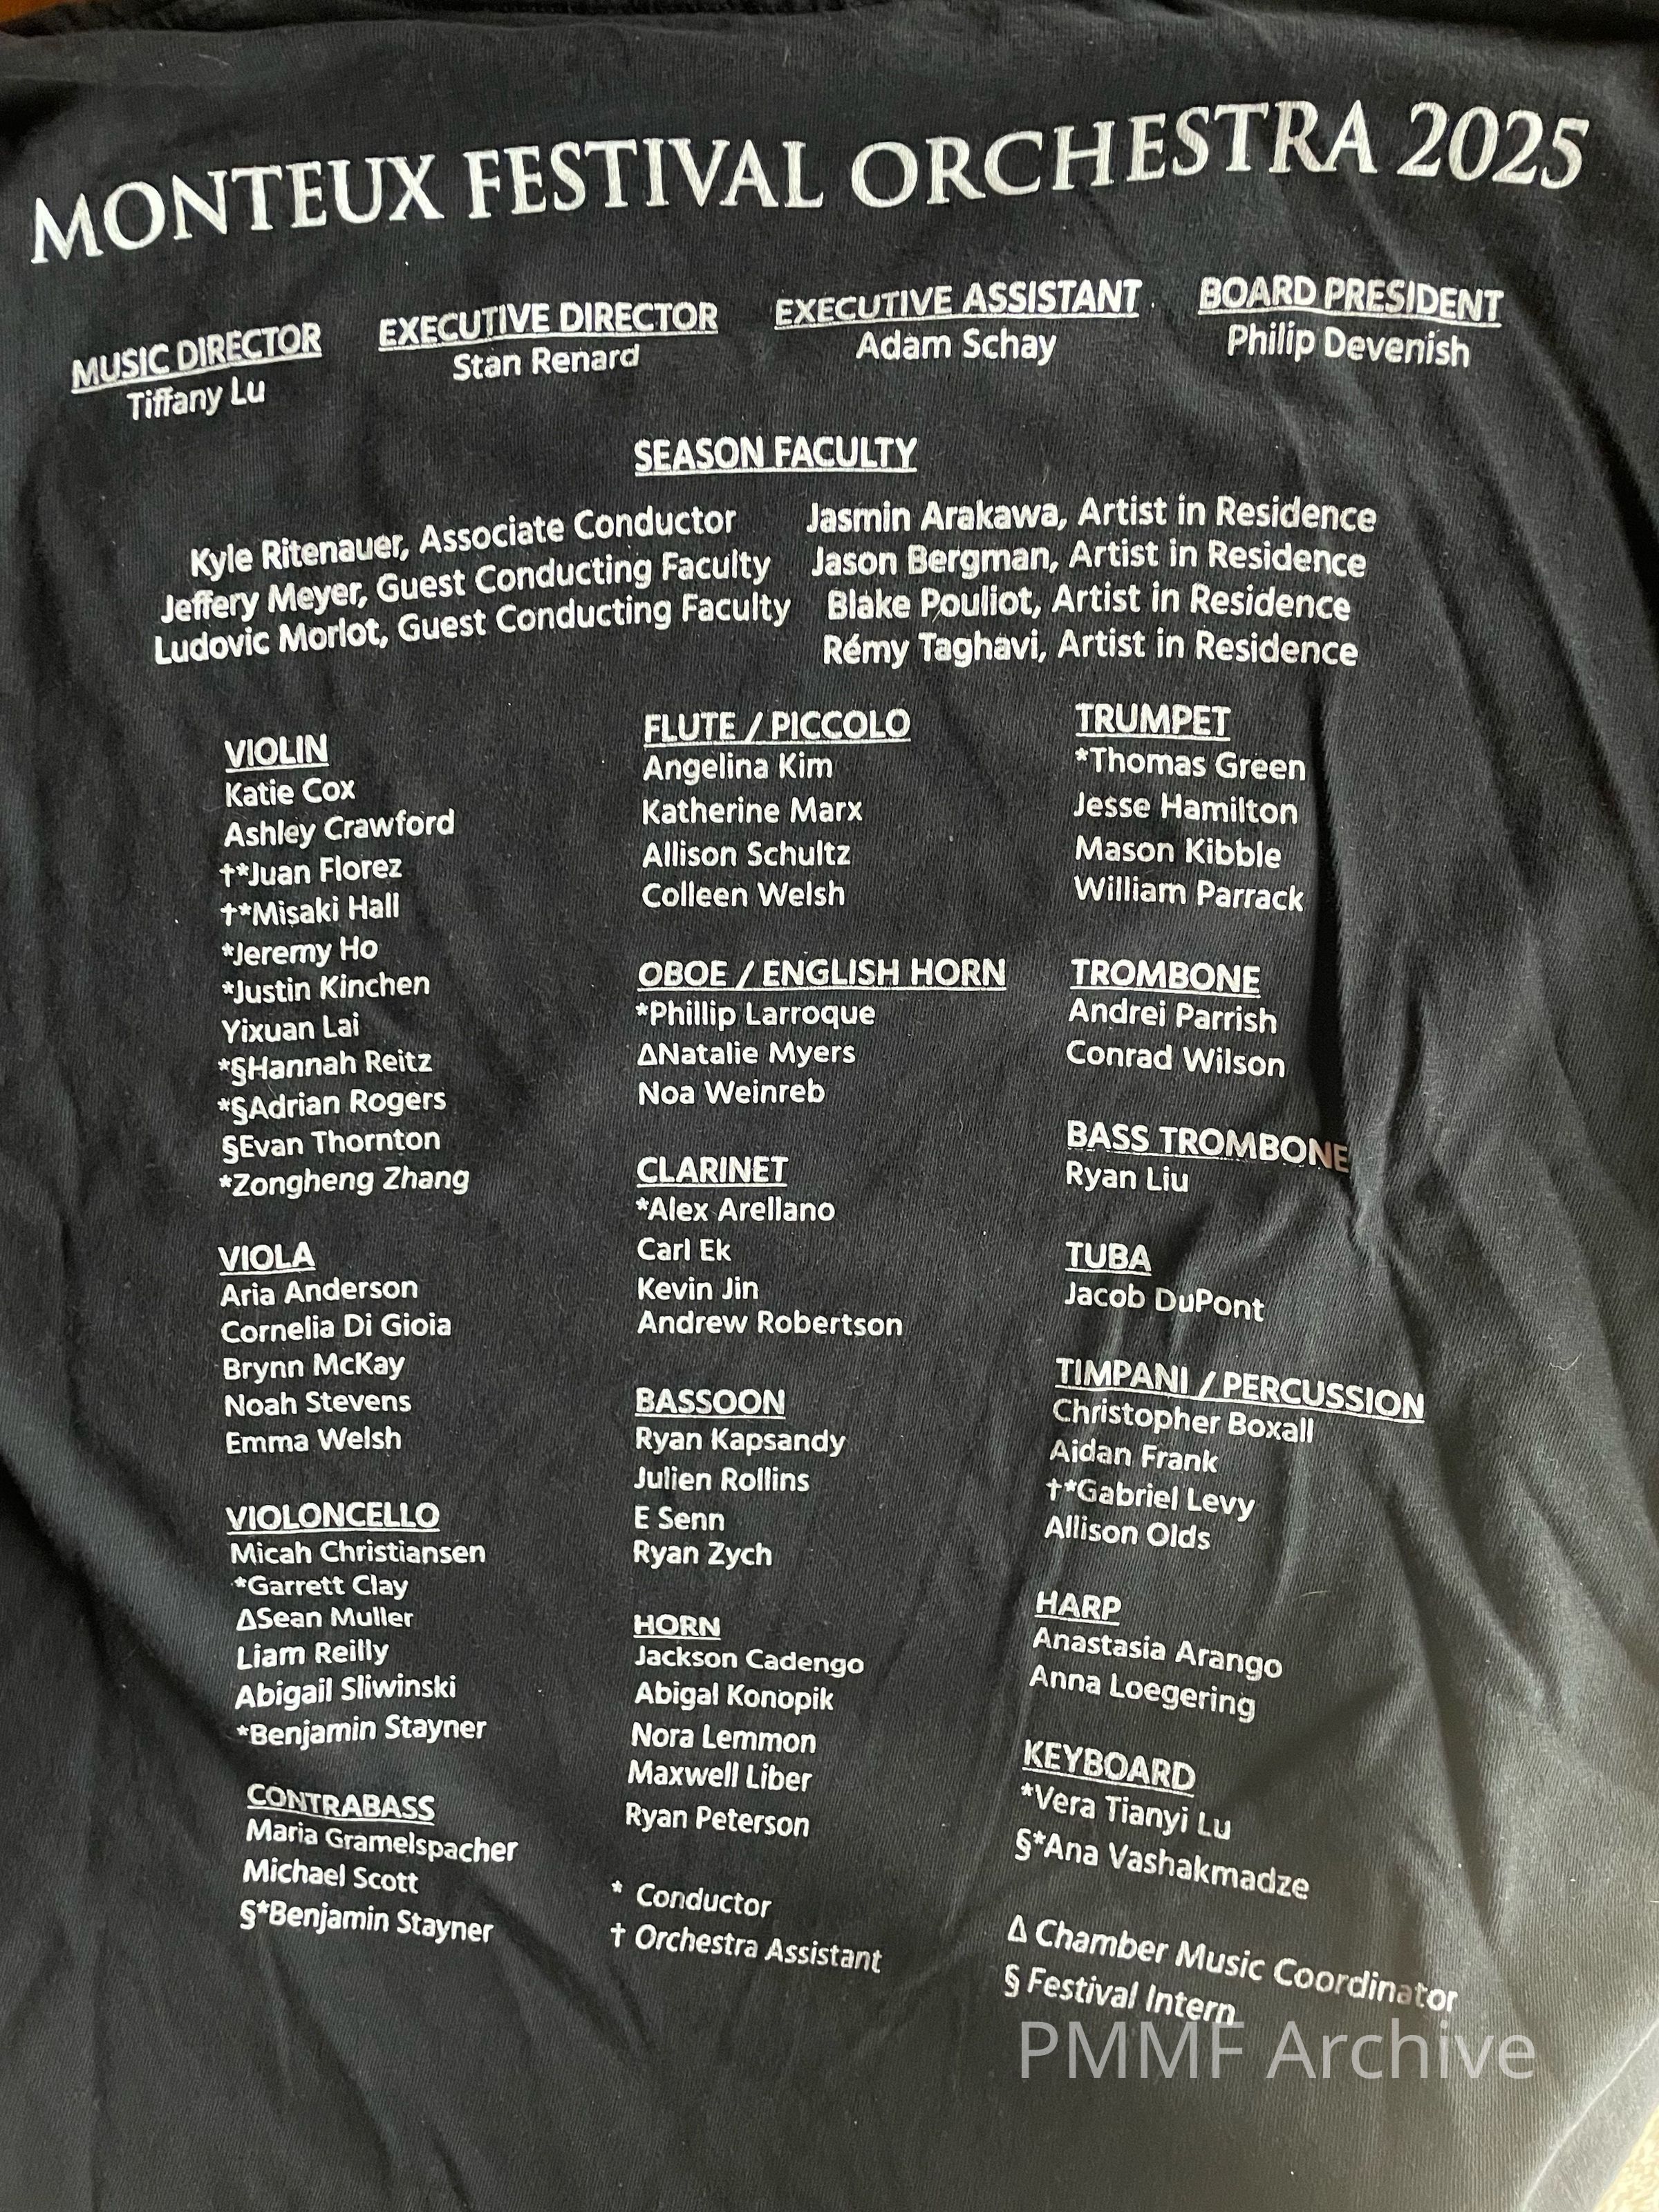 MONTEUX FESTIVAL ORCHESTRA 2025
MUSIC DIRECTOR
Tiffany Lu
EXECUTIVE DIRECTOR
Stan Renard
EXECUTIVE ASSISTANT
Adam Schay
BOARD PRESIDENT
Philip Devenish
SEASON FACULTY
Kyle Ritenauer, Associate Conductor
Jeffery Meyer, Guest Conducting Faculty
Ludovic Morlot, Guest Conducting Faculty
Jasmin Arakawa, Artist in Residence
Jason Bergman, Artist in Residence
Blake Pouliot, Artist in Residence
Rémy Taghavi, Artist in Residence
VIOLIN
Katie Cox
Ashley Crawford
†*Juan Florez
†*Misaki Hall
*Jeremy Ho
*Justin Kinchen
Yixuan Lai
*§Hannah Reitz
*§Adrian Rogers
§Evan Thornton
*Zongheng Zhang
VIOLA
Aria Anderson
Cornelia Di Gioia
Brynn McKay
Noah Stevens
Emma Welsh
VIOLONCELLO
Micah Christiansen
*Garrett Clay
ΔSean Muller
Liam Reilly
Abigail Sliwinski
*Benjamin Stayner
CONTRABASS
Maria Gramelspacher
Michael Scott
§*Benjamin Stayner
FLUTE / PICCOLO
Angelina Kim
Katherine Marx
Allison Schultz
Colleen Welsh
OBOE / ENGLISH HORN
*Phillip Larroque
ΔNatalie Myers
Noa Weinreb
CLARINET
*Alex Arellano
Carl Ek
Kevin Jin
Andrew Robertson
BASSOON
Ryan Kapsandy
Julien Rollins
E Senn
Ryan Zych
HORN
Jackson Cadengo
Abigal Konopik
Nora Lemmon
Maxwell Liber
Ryan Peterson
* Conductor
† Orchestra Assistant
TRUMPET
*Thomas Green
Jesse Hamilton
Mason Kibble
William Parrack
TROMBONE
Andrei Parrish
Conrad Wilson
BASS TROMBONE
Ryan Liu
TUBA
Jacob DuPont
TIMPANI / PERCUSSION
Christopher Boxall
Aidan Frank
†*Gabriel Levy
Allison Olds
HARP
Anastasia Arango
Anna Loegering
KEYBOARD
*Vera Tianyi Lu
§*Ana Vashakmadze
Δ Chamber Music Coordinator
§ Festival Intern
PMMF Archive